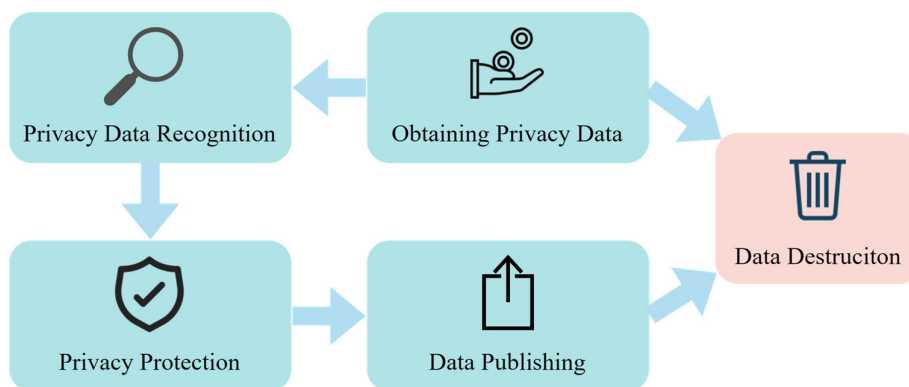 Privacy Data Recognition
Obtaining Privacy Data
Data Destruciton
Privacy Protection
Data Publishing